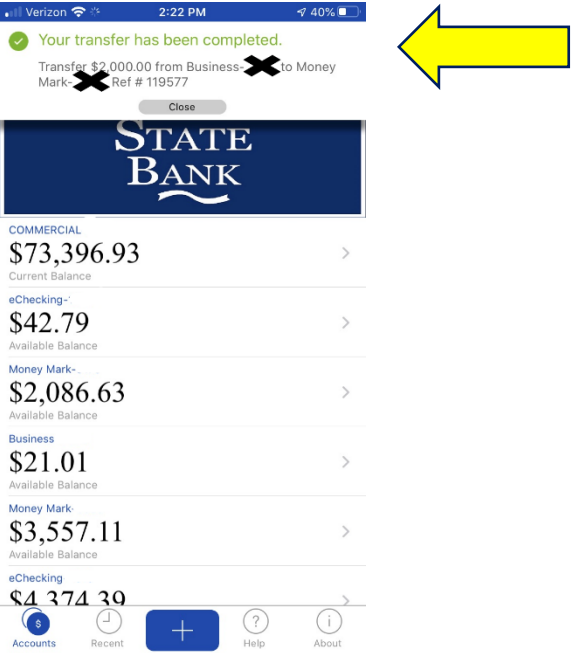 Verizon 2:22 PM 40%
Your transfer has been completed.
Transfer $2,000.00 from Business- to Money
Mark- Ref # 119577
Close
STATE
BANK
COMMERCIAL
$73,396.93
Current Balance
eChecking-
$42.79
Available Balance
Money Mark-
$2,086.63
Available Balance
Business
$21.01
Available Balance
Money Mark-
$3,557.11
Available Balance
eChecking
$4,374.39
$ + ? i
Accounts Recent Help About